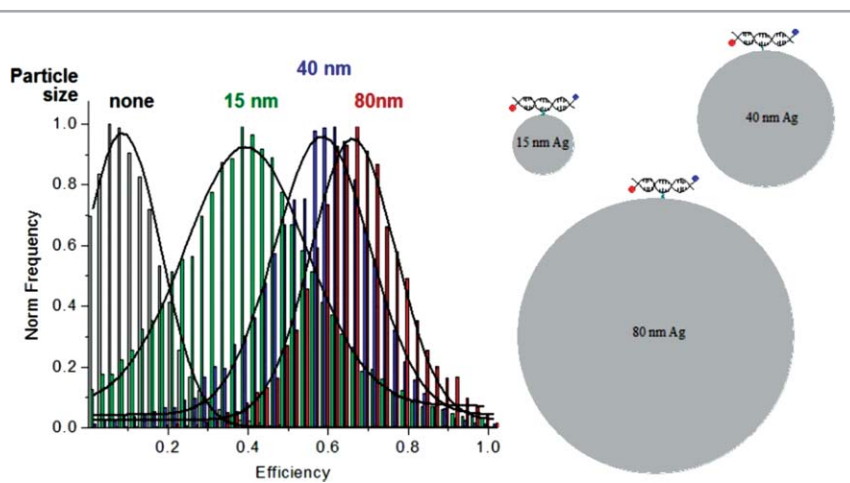 Particle
size
none
15 nm
40 nm
80nm
1.0
0.8
0.6
0.4
0.2
0.0
Norm Frequency
0.2
0.4
0.6
0.8
1.0
Efficiency
15 nm Ag
40 nm Ag
80 nm Ag